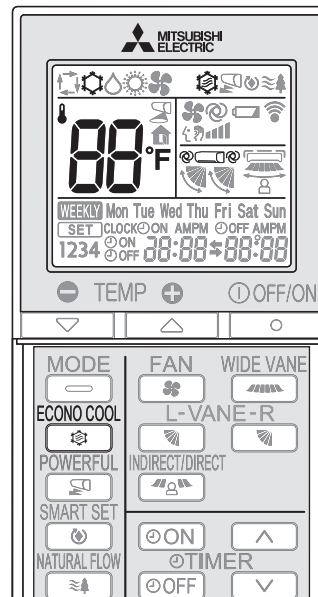 MITSUBISHI
ELECTRIC
88°F
WEEKLY Mon Tue Wed Thu Fri Sat Sun
SET CLOCK ON AMPM OFF AMPM
1234 ON OFF 88:88 88:88
TEMP OFF/ON
MODE FAN WIDE VANE
ECONO COOL L-VANE-R
POWERFUL INDIRECT/DIRECT
SMART SET
ON
NATURAL FLOW TIMER
OFF